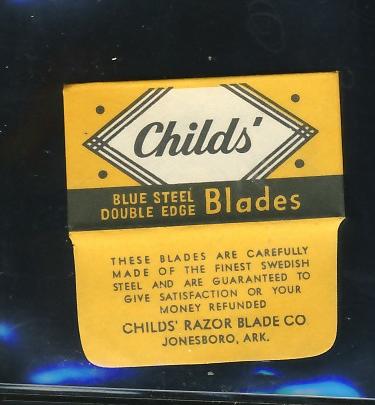 Childs'
BLUE STEEL
DOUBLE EDGE Blades
THESE BLADES ARE CAREFULLY
MADE OF THE FINEST SWEDISH
STEEL AND ARE GUARANTEED TO
GIVE SATISFACTION OR YOUR
MONEY REFUNDED
CHILDS' RAZOR BLADE CO
JONESBORO, ARK.